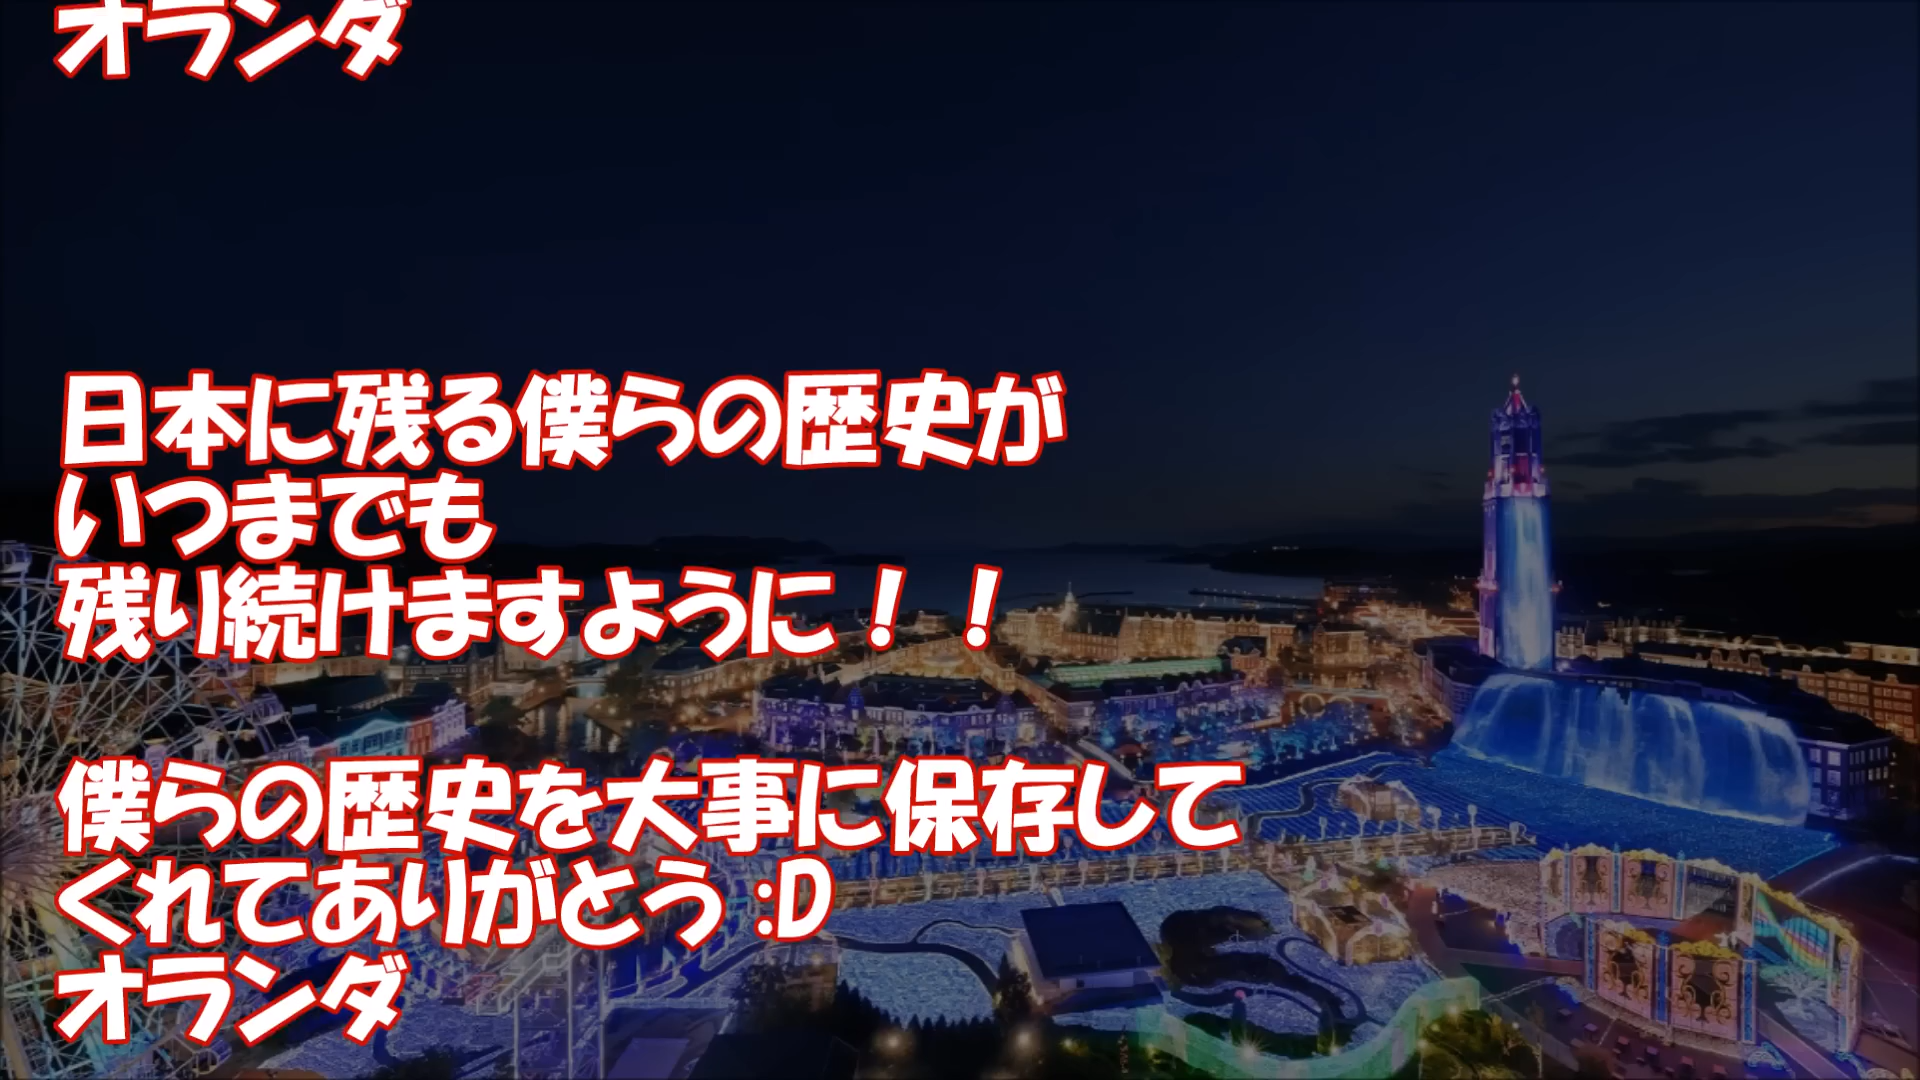 オランダ
日本に残る僕らの歴史が
いつまでも
残り続けますように！！
僕らの歴史を大事に保存して
くれてありがとう :D
オランダ